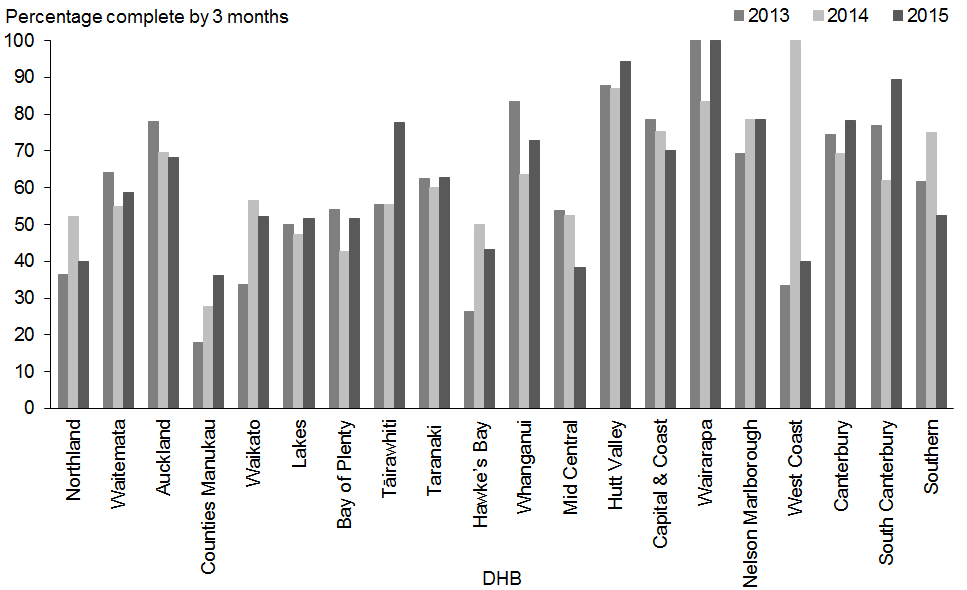 Percentage complete by 3 months
2013 2014 2015
100
90
80
70
60
50
40
30
20
10
0
Northland
Waitemata
Auckland
Counties Manukau
Waikato
Lakes
Bay of Plenty
Tāirawhiti
Taranaki
Hawke's Bay
Whanganui
Mid Central
Hutt Valley
Capital & Coast
Wairarapa
Nelson Marlborough
West Coast
Canterbury
South Canterbury
Southern
DHB